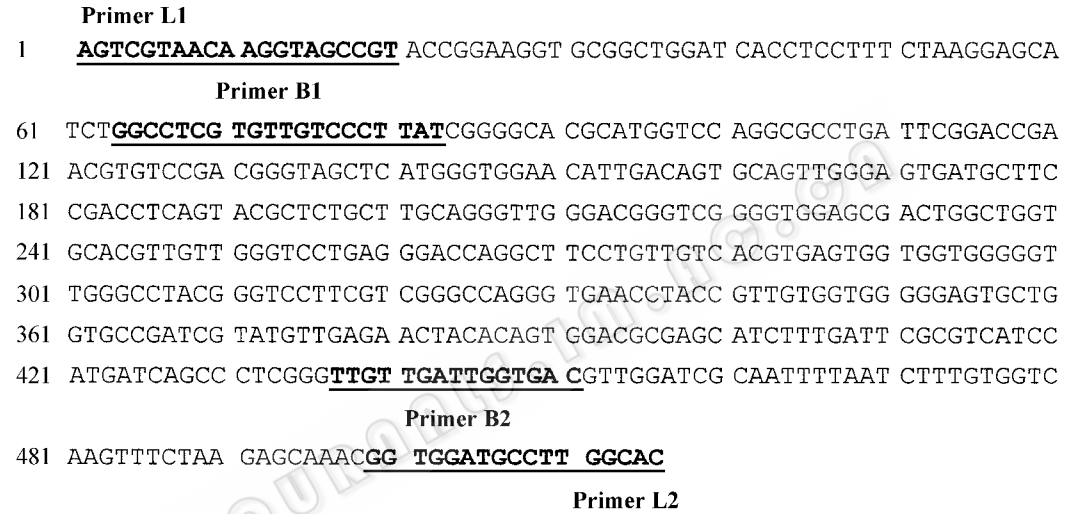 Primer L1
1 AGTCGTAACA AGGTAGCCGT ACCGGAAGGT GCGGCTGGAT CACCTCCTTT CTAAGGAGCA
Primer B1
61 TCTGGCCTCG TGTTGTCCCT TATCGGGGCA CGCATGGTCC AGGCGCCTGA TTCGGACCGA
121 ACGTGTCCGA CGGGTAGCTC ATGGGTGGAA CATTGACAGT GCAGTTGGGA GTGATGCTTC
181 CGACCTCAGT ACGCTCTGCT TGCAGGGTTG GGACGGGTCG GGGTGGAGCG ACTGGCTGGT
241 GCACGTTGTT GGGTCCTGAG GGACCAGGCT TCCTGTTGTC ACGTGAGTGG TGGTGGGGGT
301 TGGGCCTACG GGTCCTTCGT CGGGCCAGGG TGAACCTACC GTTGTGGTGG GGGAGTGCTG
361 GTGCCGATCG TATGTTGAGA ACTACACAGT GGACGCGAGC ATCTTTGATT CGCGTCATCC
421 ATGATCAGCC CTCGGGTTGT TGATTGGTGAC GTTGGATCG CAATTTTAAT CTTTGTGGTC
Primer B2
481 AAGTTTCTAA GAGCAAACGG TGGATGCCTT GGCAC
Primer L2